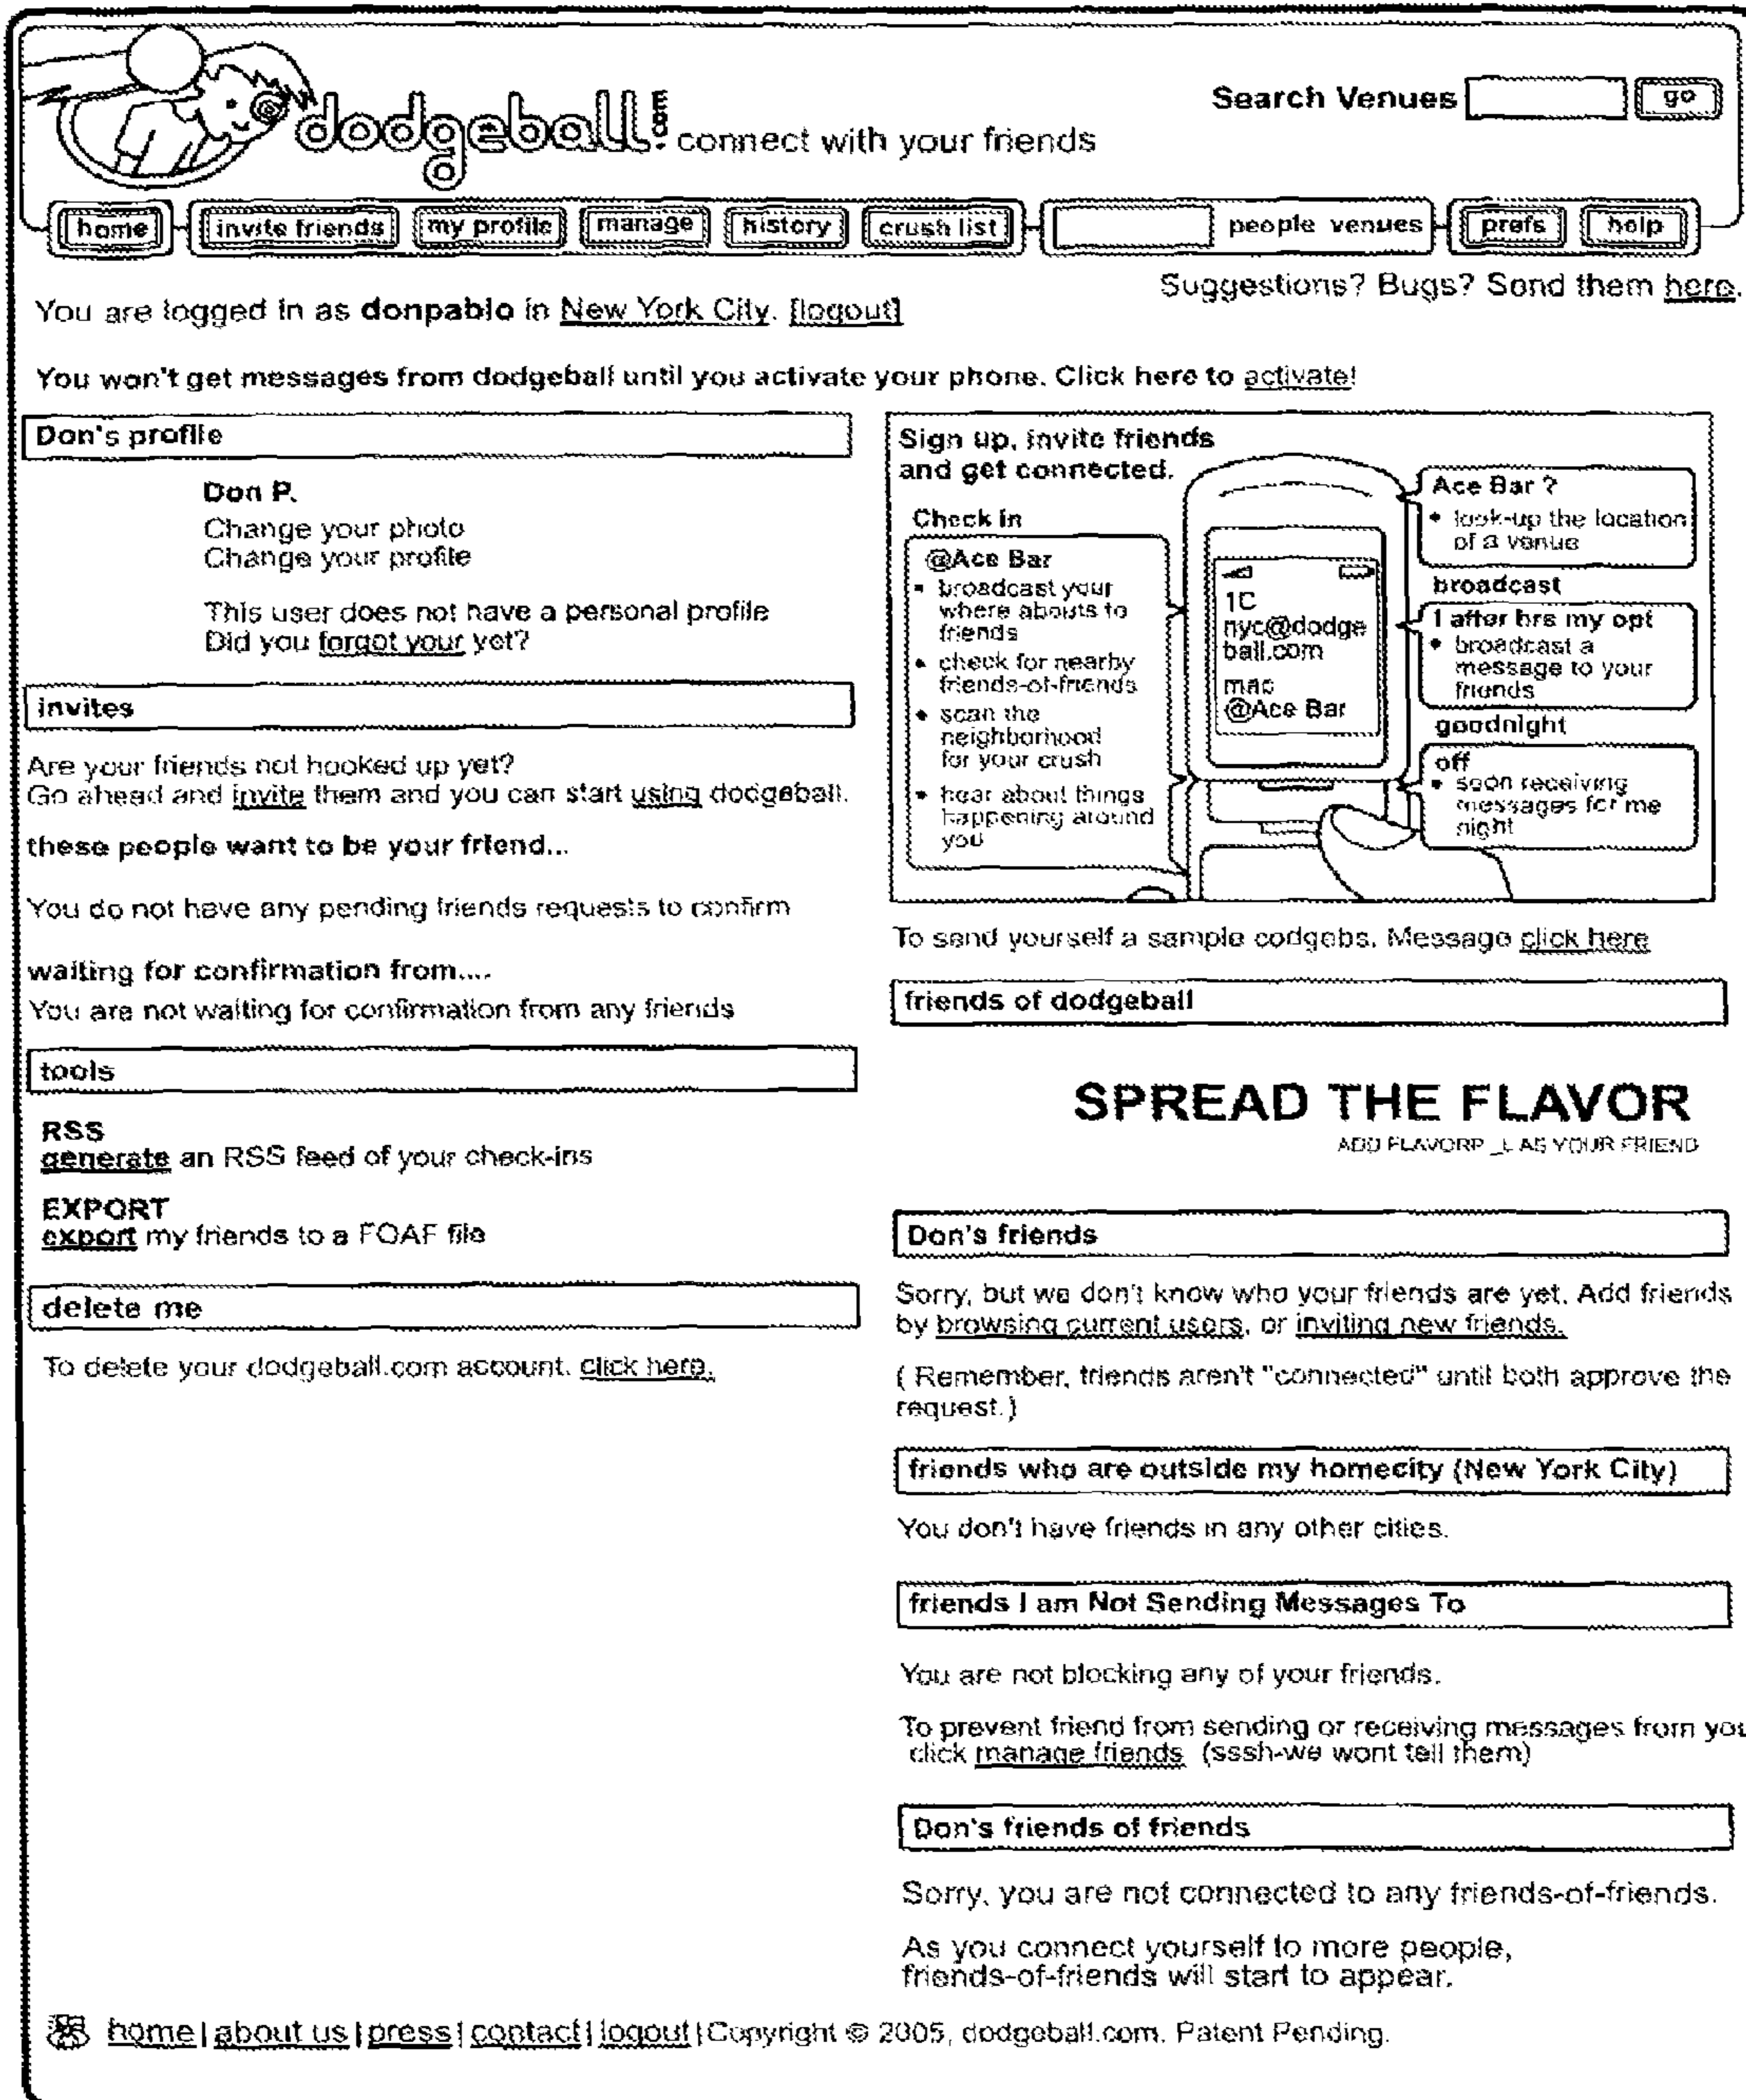 dodgeball.com connect with your friends
Search Venues go
home invite friends my profile manage history crush list people venues prefs help
Suggestions? Bugs? Send them here.
You are logged in as donpablo in New York City. [logout]
You won't get messages from dodgeball until you activate your phone. Click here to activate!
Don's profile
Don P.
Change your photo
Change your profile
This user does not have a personal profile
Did you forgot your yet?
invites
Are your friends not hooked up yet?
Go ahead and invite them and you can start using dodgeball.
these people want to be your friend...
You do not have any pending friends requests to confirm
waiting for confirmation from....
You are not waiting for confirmation from any friends
tools
RSS
generate an RSS feed of your check-ins
EXPORT
export my friends to a FOAF file
delete me
To delete your dodgeball.com account. click here.
Sign up, invite friends
and get connected.
Check in
@Ace Bar
• broadcast your
where abouts to
friends
• check for nearby
friends-of-friends
• scan the
neighborhood
for your crush
• hear about things
happening around
you
1C
nyc@dodge
ball.com
mac
@Ace Bar
Ace Bar ?
• look-up the location
of a venue
broadcast
1 after hrs my opt
• broadcast a
message to your
friends
goodnight
off
• soon receiving
messages for me
night
To send yourself a sample codgebs. Message click here
friends of dodgeball
SPREAD THE FLAVOR
ADD FLAVORP_L AS YOUR FRIEND
Don's friends
Sorry, but we don't know who your friends are yet. Add friends
by browsing current users, or inviting new friends.
( Remember, friends aren't "connected" until both approve the
request.)
friends who are outside my homecity (New York City)
You don't have friends in any other cities.
friends I am Not Sending Messages To
You are not blocking any of your friends.
To prevent friend from sending or receiving messages from you
click manage friends (sssh-we wont tell them)
Don's friends of friends
Sorry, you are not connected to any friends-of-friends.
As you connect yourself to more people,
friends-of-friends will start to appear.
home | about us | press | contact | logout | Copyright © 2005, dodgeball.com. Patent Pending.